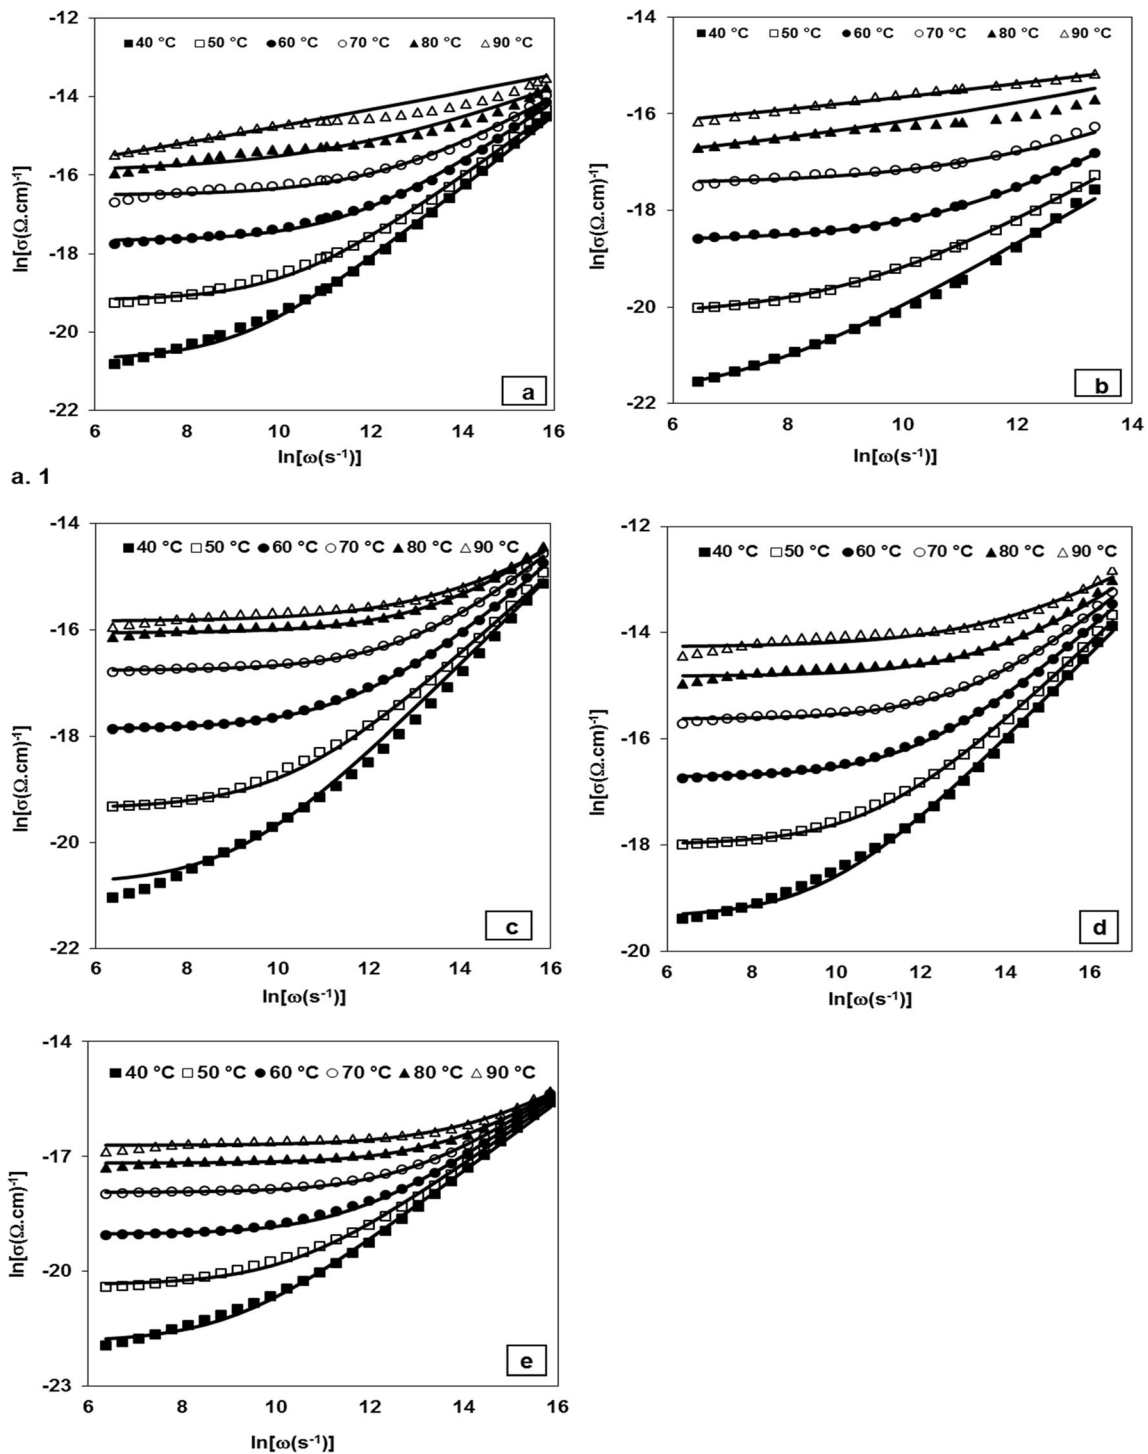 -12
-14
-16
-18
-20
-22
ln[σ(Ω.cm)-1]
■ 40 °C □ 50 °C ● 60 °C ○ 70 °C ▲ 80 °C △ 90 °C
a
6 8 10 12 14 16
ln[ω(s-1)]
-14
-16
-18
-20
-22
ln[σ(Ω.cm)-1]
■ 40 °C □ 50 °C ● 60 °C ○ 70 °C ▲ 80 °C △ 90 °C
b
6 8 10 12 14
ln[ω(s-1)]
a. 1
-14
-16
-18
-20
-22
ln[σ(Ω.cm)-1]
■ 40 °C □ 50 °C ● 60 °C ○ 70 °C ▲ 80 °C △ 90 °C
c
6 8 10 12 14 16
ln[ω(s-1)]
-12
-14
-16
-18
-20
ln[σ(Ω.cm)-1]
■ 40 °C □ 50 °C ● 60 °C ○ 70 °C ▲ 80 °C △ 90 °C
d
6 8 10 12 14 16
ln[ω(s-1)]
-14
-17
-20
-23
ln[σ(Ω.cm)-1]
■ 40 °C □ 50 °C ● 60 °C ○ 70 °C ▲ 80 °C △ 90 °C
e
6 8 10 12 14 16
ln[ω(s-1)]